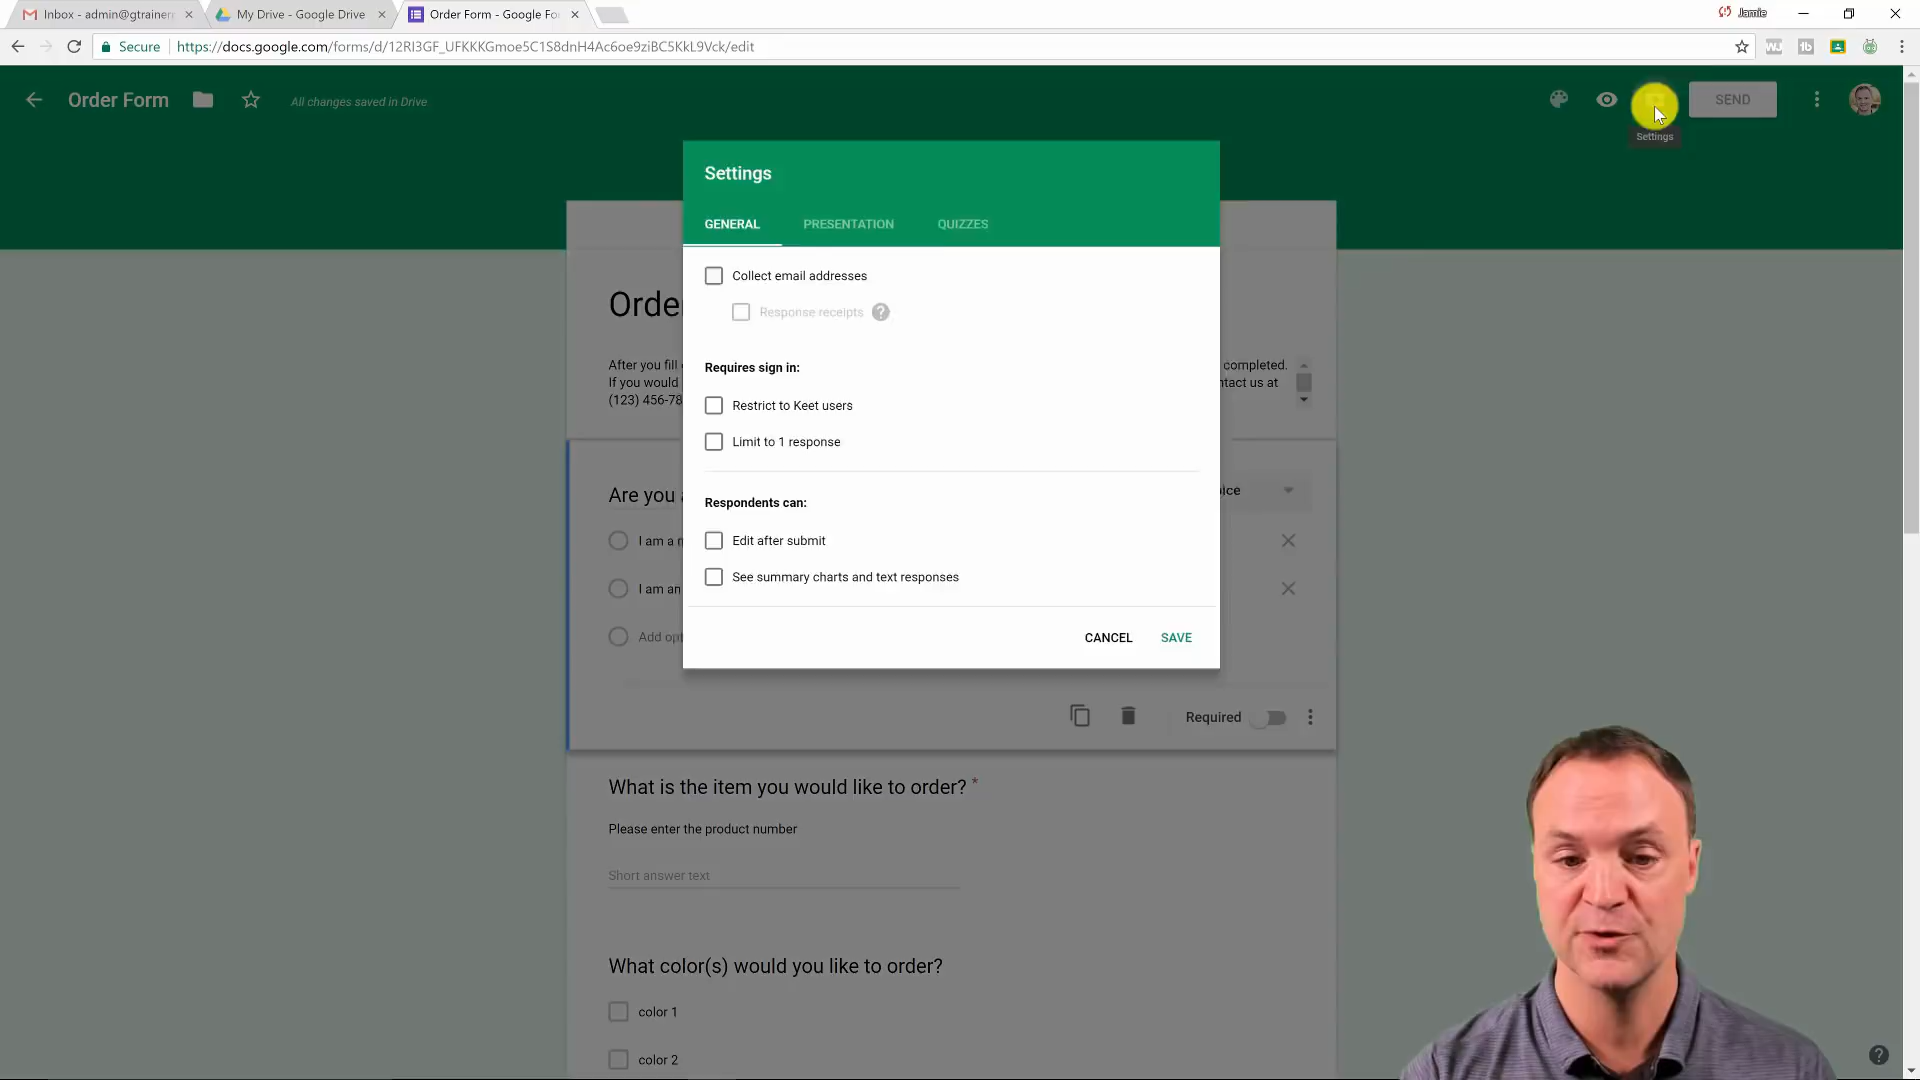 Inbox - admin@gtrainerr
My Drive - Google Drive
Order Form - Google Fo
Jamie
Secure
https://docs.google.com/forms/d/12RI3GF_UFKKKGmoe5C1S8dnH4Ac6oe9ziBC5KkL9Vck/edit
Order Form
All changes saved in Drive
SEND
Settings
Settings
GENERAL
PRESENTATION
QUIZZES
Collect email addresses
Response receipts
Requires sign in:
Restrict to Keet users
Limit to 1 response
Respondents can:
Edit after submit
See summary charts and text responses
CANCEL
SAVE
Orde
After you fill
completed.
If you would
ntact us at
(123) 456-78
Are you a
oice
I am a n
I am an
Add opt
Required
What is the item you would like to order? *
Please enter the product number
Short answer text
What color(s) would you like to order?
color 1
color 2